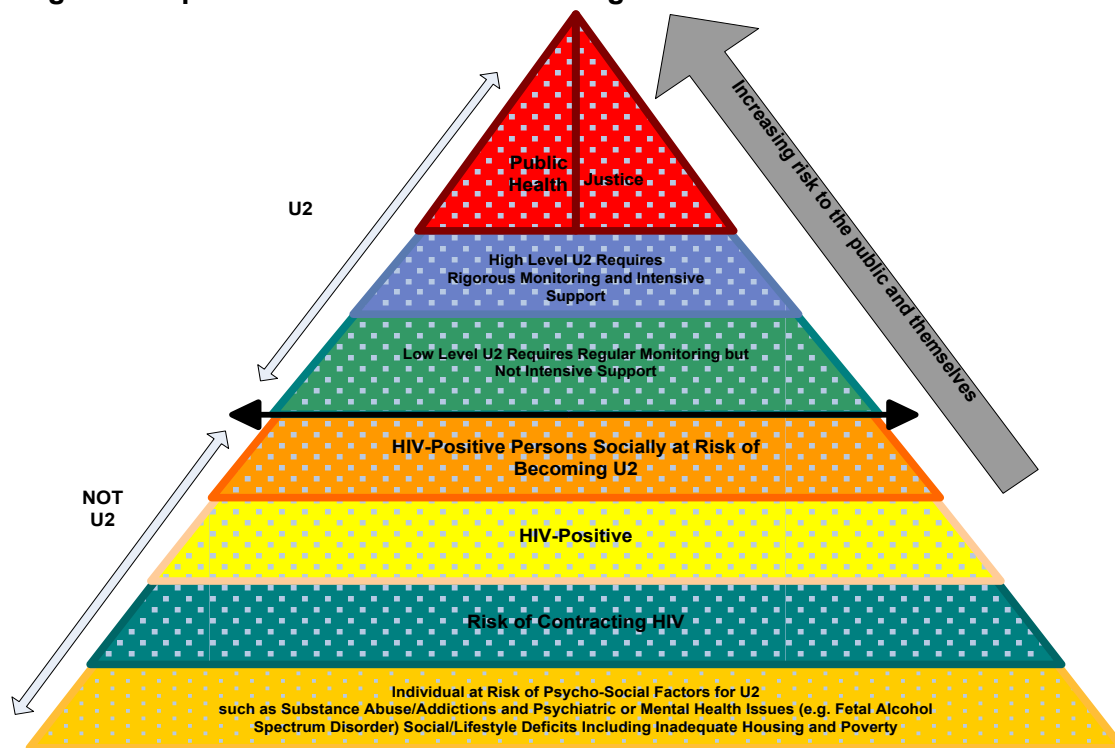 Public
Health
Justice
Increasing risk to the public and themselves
U2
High Level U2 Requires
Rigorous Monitoring and Intensive
Support
Low Level U2 Requires Regular Monitoring but
Not Intensive Support
HIV-Positive Persons Socially at Risk of
Becoming U2
NOT
U2
HIV-Positive
Risk of Contracting HIV
Individual at Risk of Psycho-Social Factors for U2
such as Substance Abuse/Addictions and Psychiatric or Mental Health Issues (e.g. Fetal Alcohol
Spectrum Disorder) Social/Lifestyle Deficits Including Inadequate Housing and Poverty